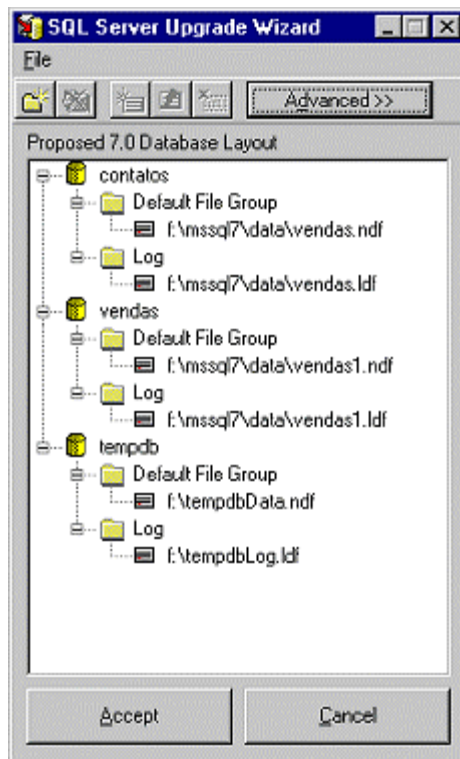 SQL Server Upgrade Wizard
File
Advanced >>
Proposed 7.0 Database Layout
contatos
Default File Group
f:\mssql7\data\vendas.ndf
Log
f:\mssql7\data\vendas.ldf
vendas
Default File Group
f:\mssql7\data\vendas1.ndf
Log
f:\mssql7\data\vendas1.ldf
tempdb
Default File Group
f:\tempdbData.ndf
Log
f:\tempdbLog.ldf
Accept Cancel